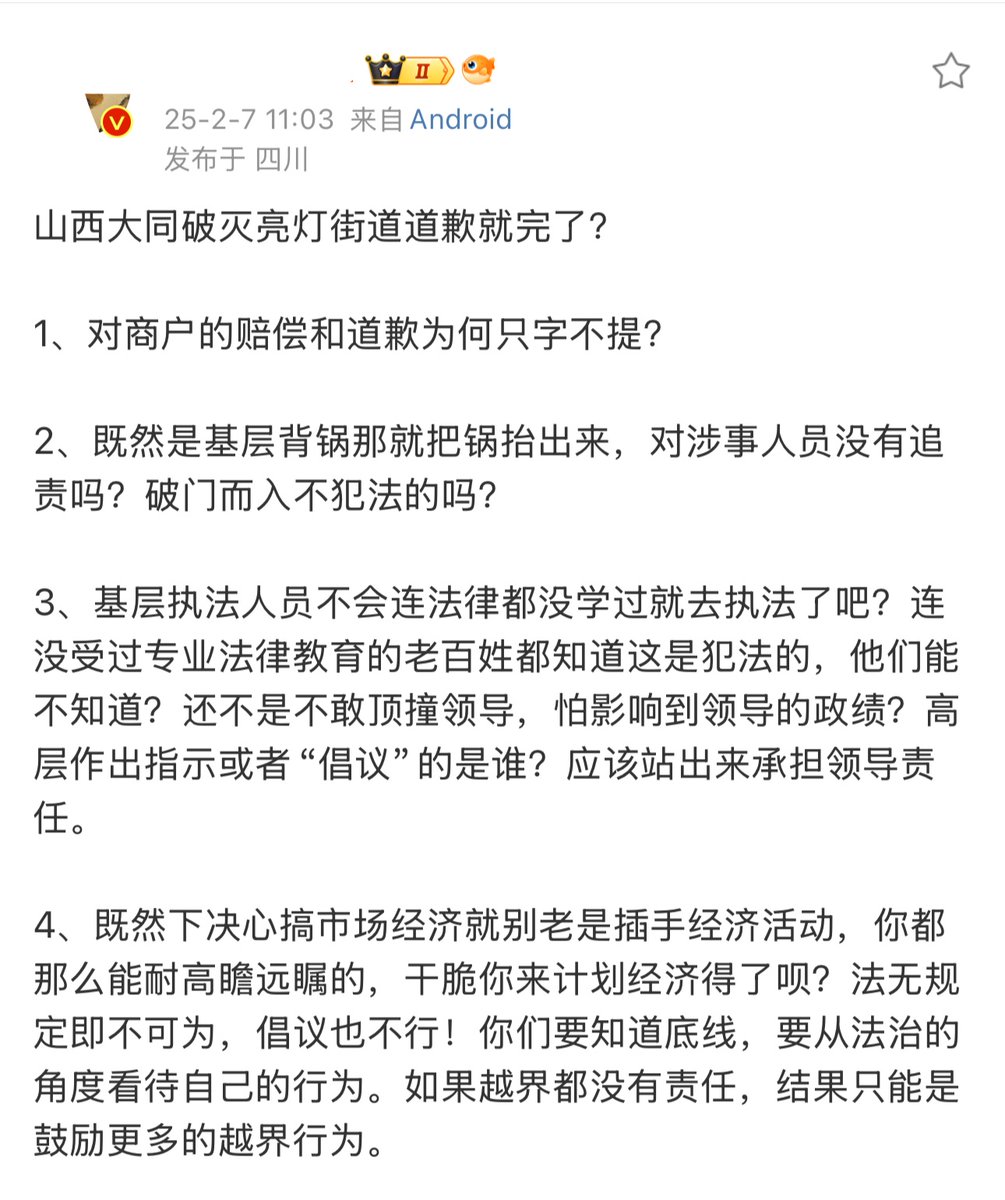 II
V
25-2-7 11:03 来自 Android
发布于 四川
山西大同破灭亮灯街道道歉就完了？
1、对商户的赔偿和道歉为何只字不提？
2、既然是基层背锅那就把锅抬出来，对涉事人员没有追
责吗？破门而入不犯法的吗？
3、基层执法人员不会连法律都没学过就去执法了吧？连
没受过专业法律教育的老百姓都知道这是犯法的，他们能
不知道？还不是不敢顶撞领导，怕影响到领导的政绩？高
层作出指示或者“倡议”的是谁？应该站出来承担领导责
任。
4、既然下决心搞市场经济就别老是插手经济活动，你都
那么能耐高瞻远瞩的，干脆你来计划经济得了呗？法无规
定即不可为，倡议也不行！你们要知道底线，要从法治的
角度看待自己的行为。如果越界都没有责任，结果只能是
鼓励更多的越界行为。